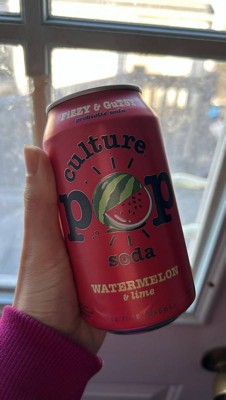 FIZZY & GUTSY
probiotic soda
culture
pop
soda
WATERMELON
& lime